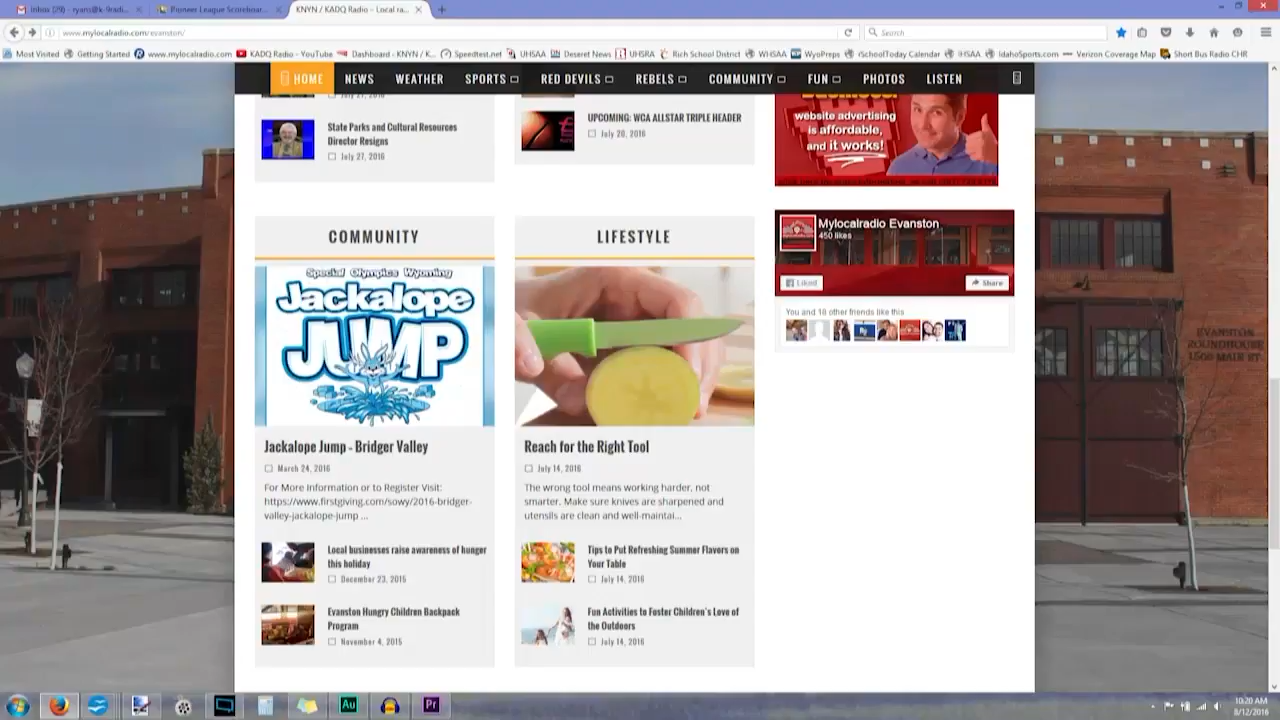 Inbox (29) - ryans@k-9radi...
Pioneer League Scoreboar...
KNYN / KADQ Radio – Local ra...
www.mylocalradio.com/evanston/
Search
Most Visited
Getting Started
www.mylocalradio.com
KADQ Radio - YouTube
Dashboard - KNYN / K...
Speedtest.net
UHSAA
Deseret News
UHSRA
Rich School District
WHSAA
WyoPreps
rSchoolToday Calendar
IHSAA
IdahoSports.com
Verizon Coverage Map
Short Bus Radio CHR
HOME
NEWS
WEATHER
SPORTS
RED DEVILS
REBELS
COMMUNITY
FUN
PHOTOS
LISTEN
July 27, 2016
State Parks and Cultural Resources
Director Resigns
July 27, 2016
UPCOMING: WCA ALLSTAR TRIPLE HEADER
July 20, 2016
website advertising
is affordable,
and it works!
Mylocalradio Evanston
450 likes
Liked
Share
You and 18 other friends like this
COMMUNITY
Special Olympics Wyoming
Jackalope
JUMP
Jackalope Jump – Bridger Valley
March 24, 2016
For More Information or to Register Visit:
https://www.firstgiving.com/sowy/2016-bridger-
valley-jackalope-jump ...
Local businesses raise awareness of hunger
this holiday
December 23, 2015
Evanston Hungry Children Backpack
Program
November 4, 2015
LIFESTYLE
Reach for the Right Tool
July 14, 2016
The wrong tool means working harder, not
smarter. Make sure knives are sharpened and
utensils are clean and well-maintai...
Tips to Put Refreshing Summer Flavors on
Your Table
July 14, 2016
Fun Activities to Foster Children's Love of
the Outdoors
July 14, 2016
EVANSTON
ROUNDHOUSE
1500 MAIN ST.
Au
Pr
10:20 AM
8/12/2016